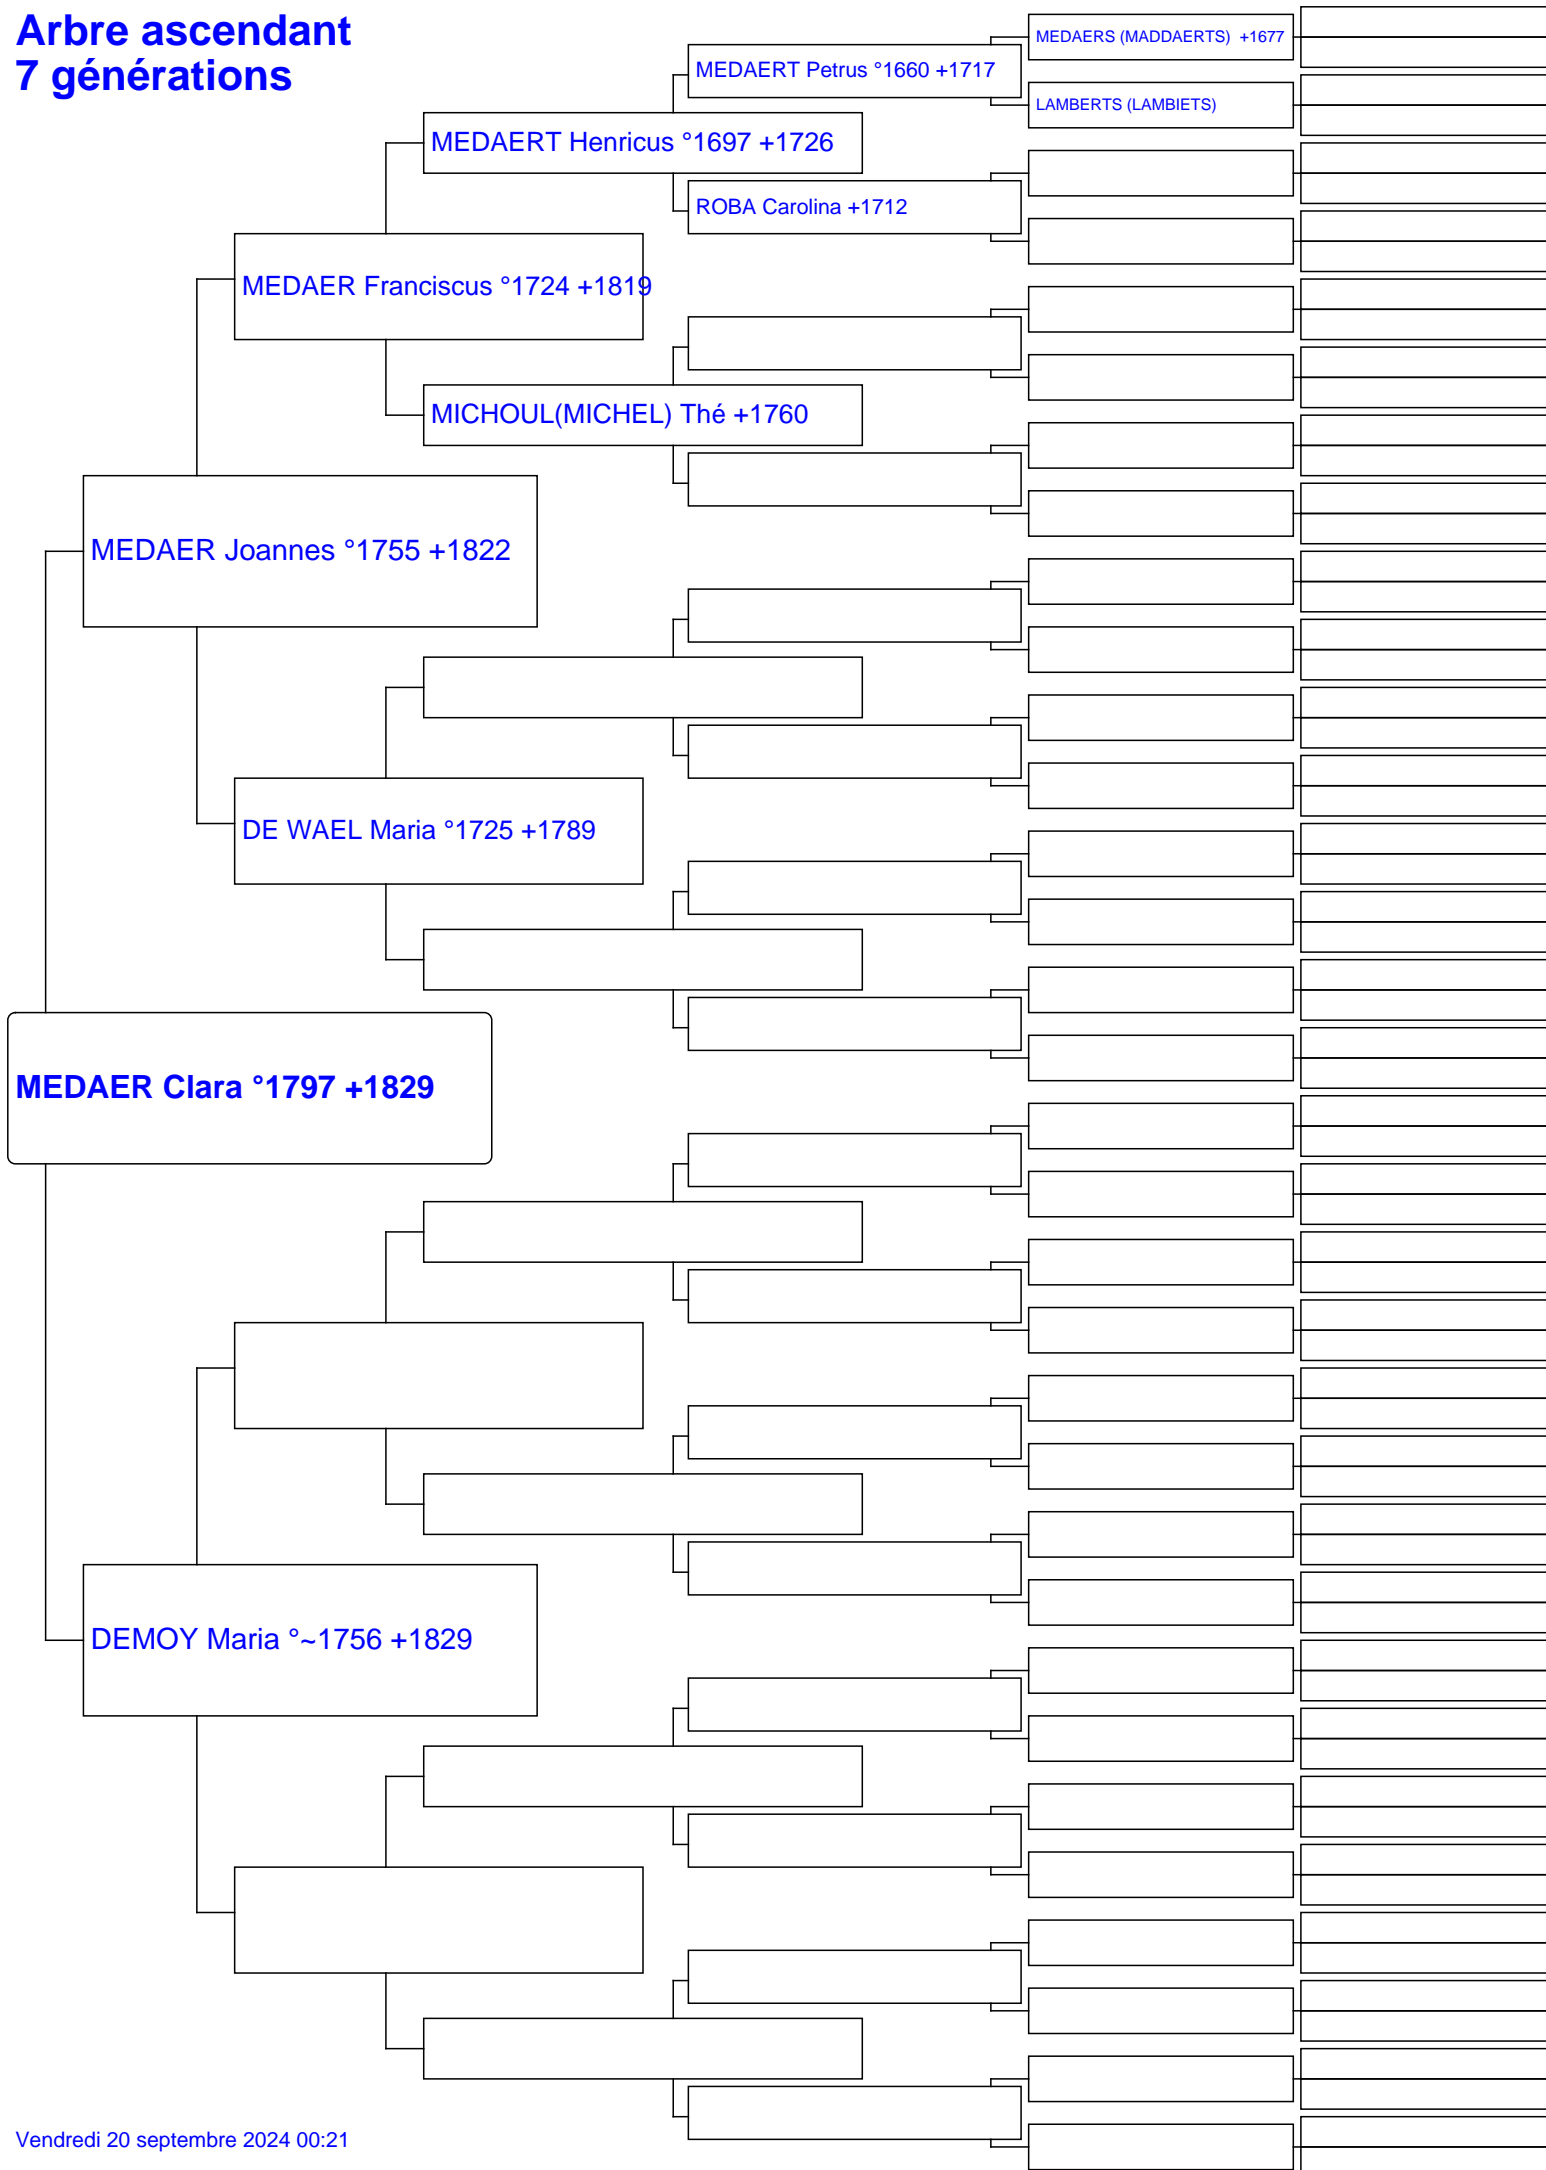 Arbre ascendant
7 générations
MEDAERS (MADDAERTS) +1677
MEDAERT Petrus °1660 +1717
LAMBERTS (LAMBIETS)
MEDAERT Henricus °1697 +1726
ROBA Carolina +1712
MEDAER Franciscus °1724 +1819
MICHOUL(MICHEL) Thé +1760
MEDAER Joannes °1755 +1822
DE WAEL Maria °1725 +1789
MEDAER Clara °1797 +1829
DEMOY Maria °~1756 +1829
Vendredi 20 septembre 2024 00:21